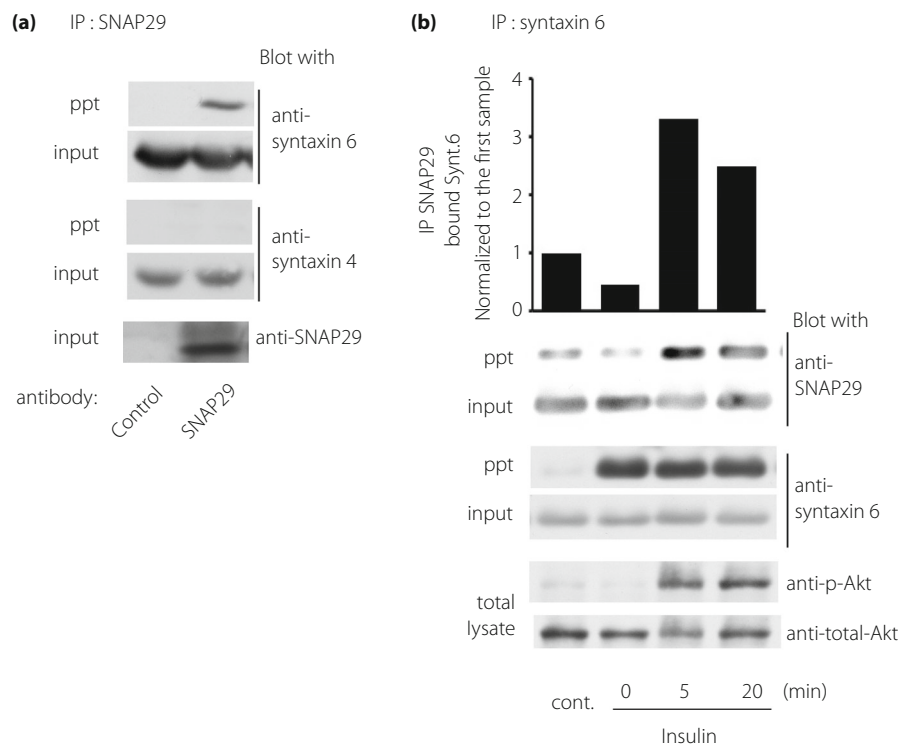 (a) IP : SNAP29
Blot with
ppt
input
anti-
syntaxin 6
ppt
input
anti-
syntaxin 4
input
anti-SNAP29
antibody:
Control
SNAP29
(b) IP : syntaxin 6
IP SNAP29
bound Synt.6
Normalized to the first sample
4
3
2
1
0
Blot with
ppt
input
anti-
SNAP29
ppt
input
anti-
syntaxin 6
total
lysate
anti-p-Akt
anti-total-Akt
cont. 0 5 20 (min)
Insulin